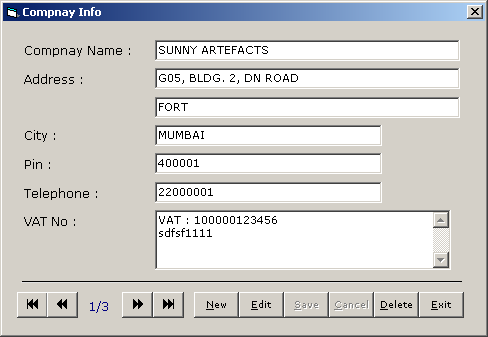 Compnay Info
Compnay Name : SUNNY ARTEFACTS
Address : G05, BLDG. 2, DN ROAD
FORT
City : MUMBAI
Pin : 400001
Telephone : 22000001
VAT No : VAT : 100000123456
sdfsf1111
1/3 New Edit Save Cancel Delete Exit